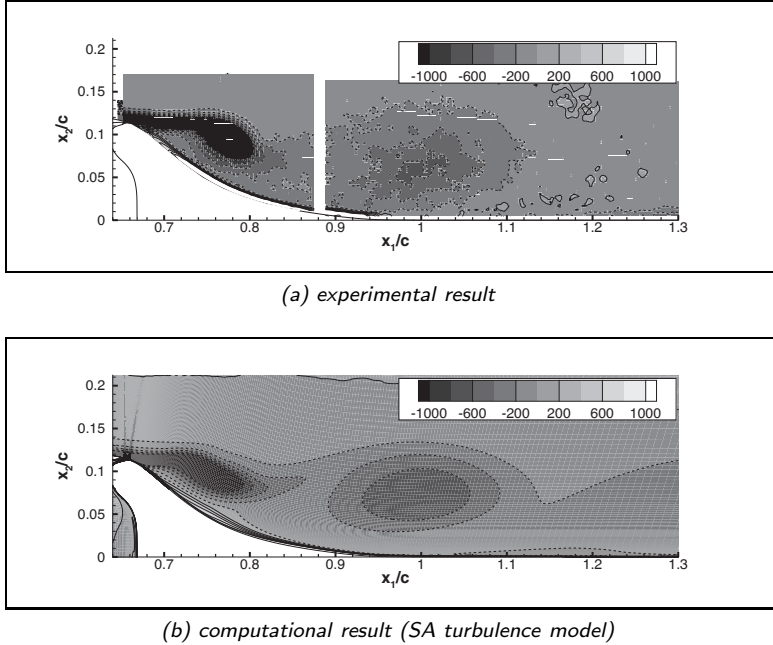 0.2
0.15
0.1
0.05
0
x2/c
-1000 -600 -200 200 600 1000
0.7 0.8 0.9 1 1.1 1.2 1.3
x1/c
(a) experimental result
0.2
0.15
0.1
0.05
0
x2/c
-1000 -600 -200 200 600 1000
0.7 0.8 0.9 1 1.1 1.2 1.3
x1/c
(b) computational result (SA turbulence model)